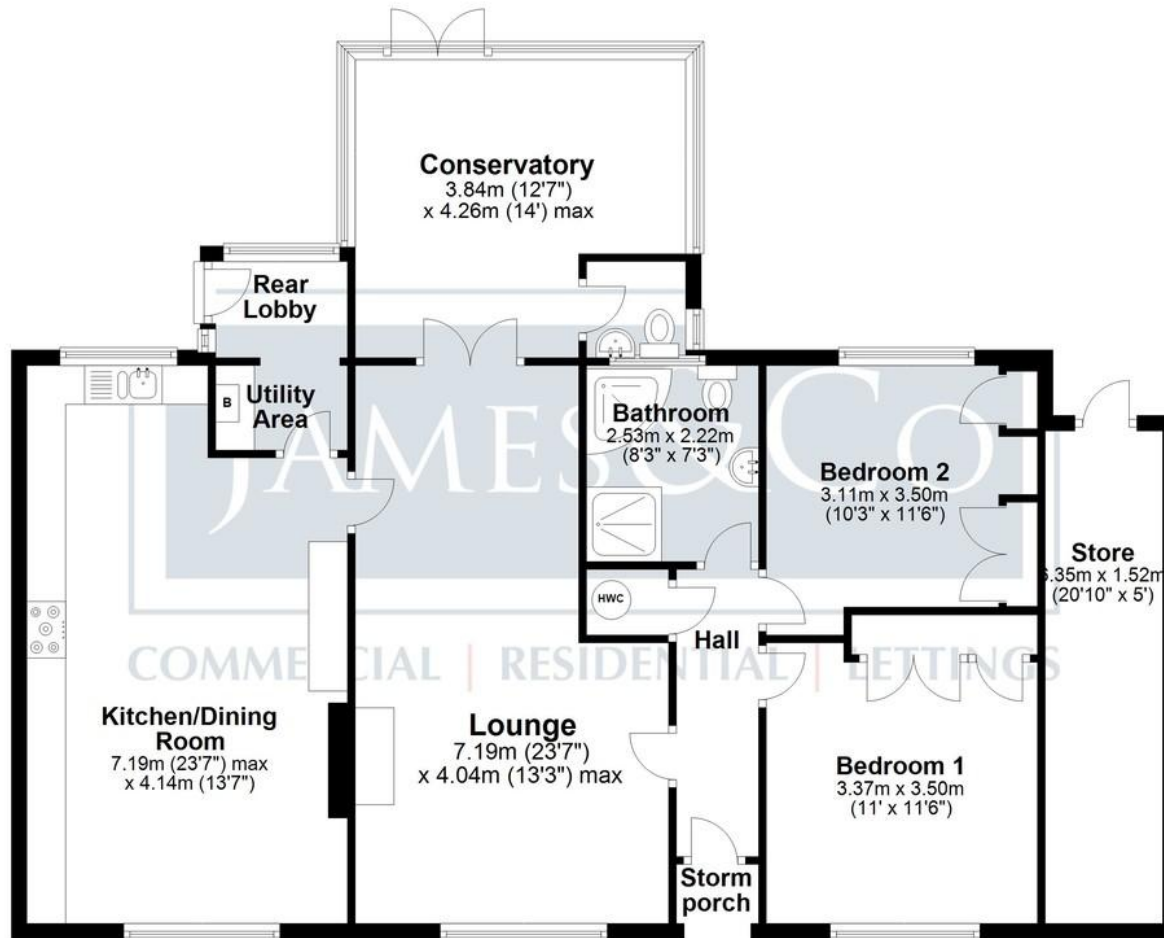 Conservatory
3.84m (12'7")
x 4.26m (14') max
Rear
Lobby
Utility
Area
B
Bathroom
2.53m x 2.22m
(8'3" x 7'3")
Bedroom 2
3.11m x 3.50m
(10'3" x 11'6")
Store
6.35m x 1.52m
(20'10" x 5')
HWC
Hall
Kitchen/Dining
Room
7.19m (23'7") max
x 4.14m (13'7")
Lounge
7.19m (23'7")
x 4.04m (13'3") max
Bedroom 1
3.37m x 3.50m
(11' x 11'6")
Storm
porch
JAMES&CO
COMMERCIAL | RESIDENTIAL | LETTINGS